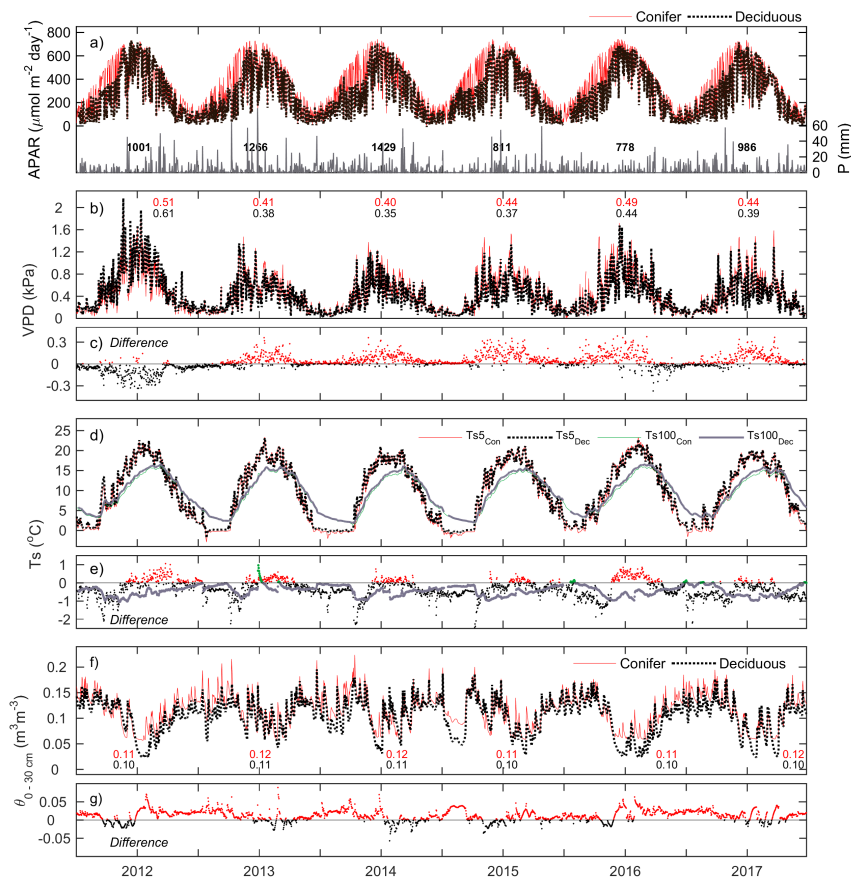 Conifer Deciduous
a)
APAR (μmol m⁻² day⁻¹)
800
600
400
200
0
P (mm)
60
40
20
0
1001 1266 1429 811 778 986
b)
0.51 0.41 0.40 0.44 0.49 0.44
0.61 0.38 0.35 0.37 0.44 0.39
VPD (kPa)
2
1.6
1.2
0.8
0.4
0
c) Difference
0.3
0
-0.3
d)
Ts5Con Ts5Dec Ts100Con Ts100Dec
Ts (°C)
25
20
15
10
5
0
e)
1
0
-1
-2
Difference
f)
Conifer Deciduous
θ0 - 30 cm (m³m-³)
0.2
0.15
0.1
0.05
0
0.11 0.12 0.12 0.11 0.11 0.12
0.10 0.11 0.11 0.10 0.10 0.10
g)
0.05
0
-0.05
Difference
2012 2013 2014 2015 2016 2017